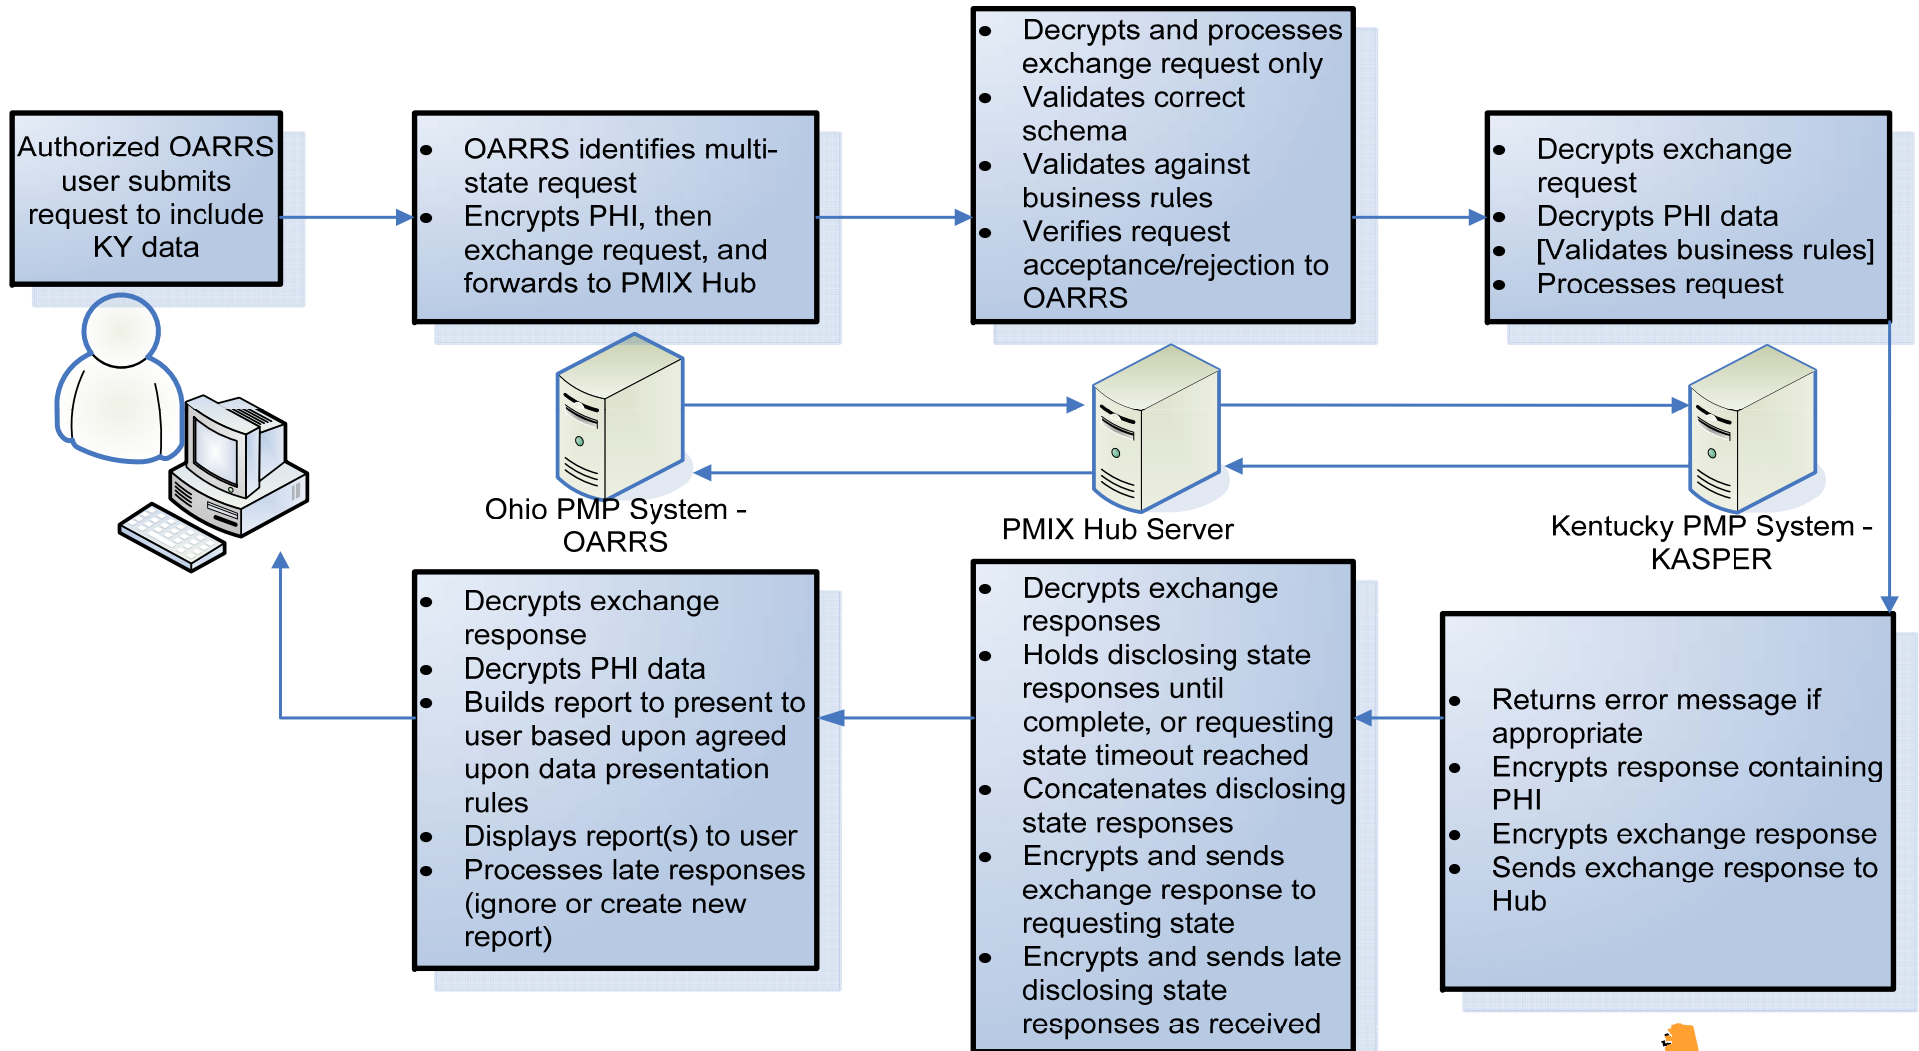 Authorized OARRS
user submits
request to include
KY data
• OARRS identifies multi-
state request
• Encrypts PHI, then
exchange request, and
forwards to PMIX Hub
• Decrypts and processes
exchange request only
• Validates correct
schema
• Validates against
business rules
• Verifies request
acceptance/rejection to
OARRS
• Decrypts exchange
request
• Decrypts PHI data
• [Validates business rules]
• Processes request
Ohio PMP System -
OARRS
PMIX Hub Server
Kentucky PMP System -
KASPER
• Decrypts exchange
response
• Decrypts PHI data
• Builds report to present to
user based upon agreed
upon data presentation
rules
• Displays report(s) to user
• Processes late responses
(ignore or create new
report)
• Decrypts exchange
responses
• Holds disclosing state
responses until
complete, or requesting
state timeout reached
• Concatenates disclosing
state responses
• Encrypts and sends
exchange response to
requesting state
• Encrypts and sends late
disclosing state
responses as received
• Returns error message if
appropriate
• Encrypts response containing
PHI
• Encrypts exchange response
• Sends exchange response to
Hub